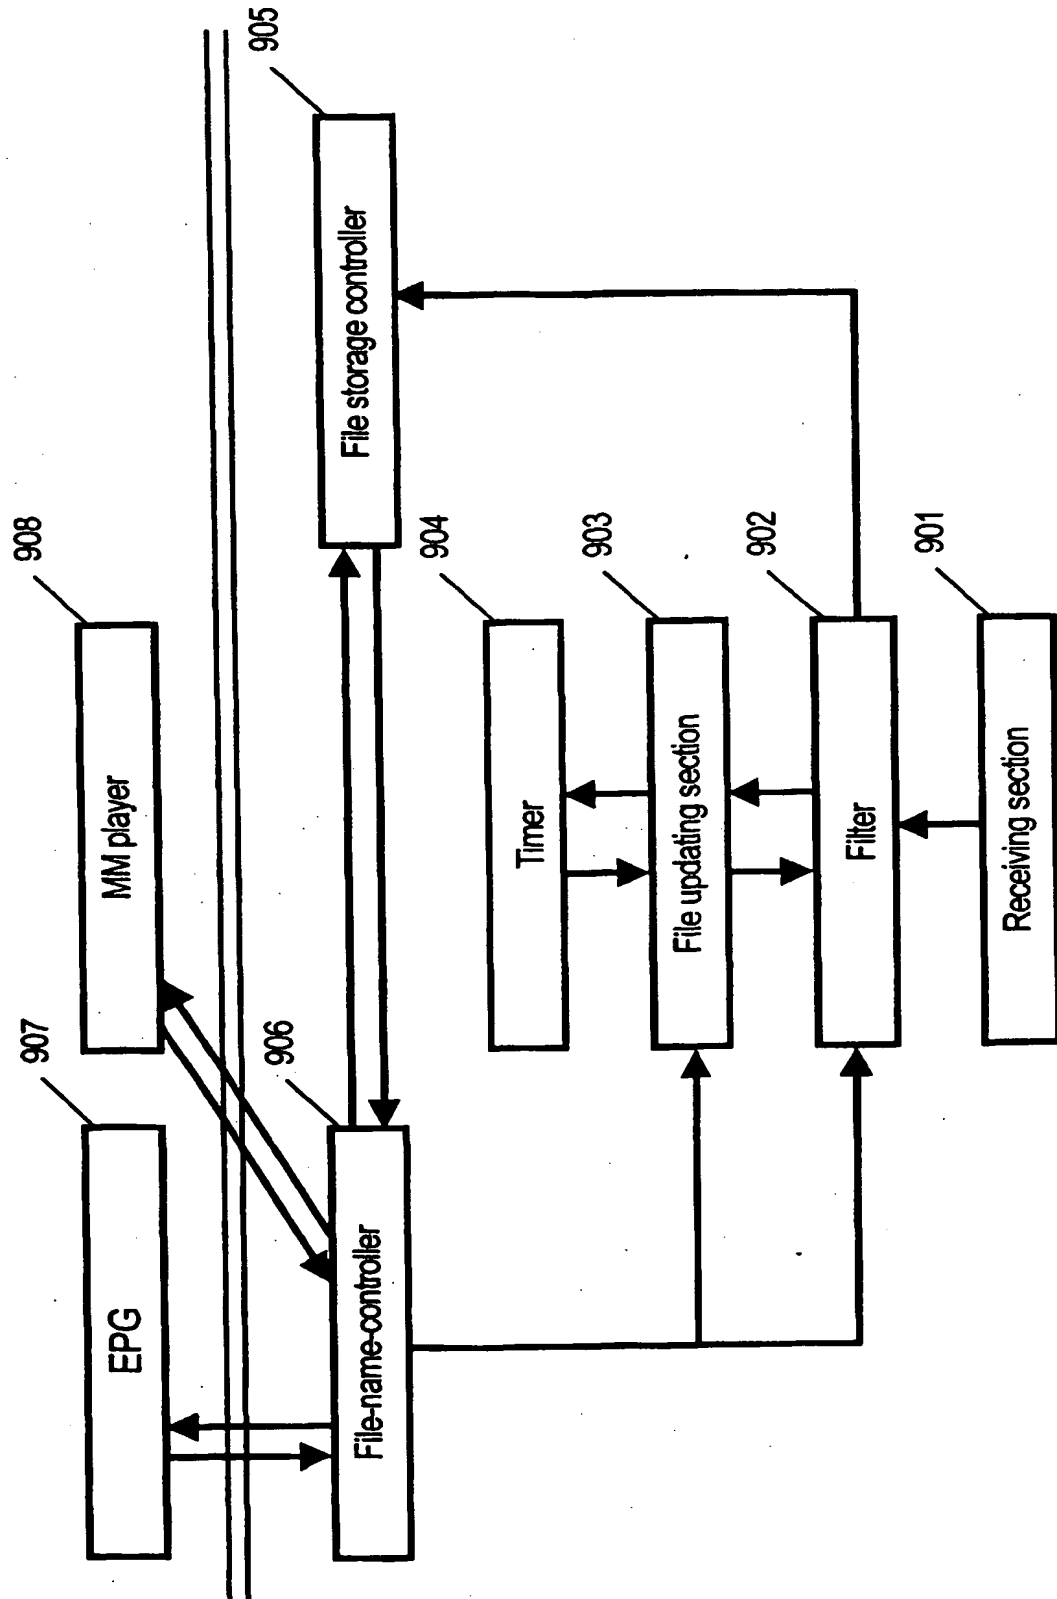 907
EPG
908
MM player
906
File-name-controller
905
File storage controller
904
Timer
903
File updating section
902
Filter
901
Receiving section